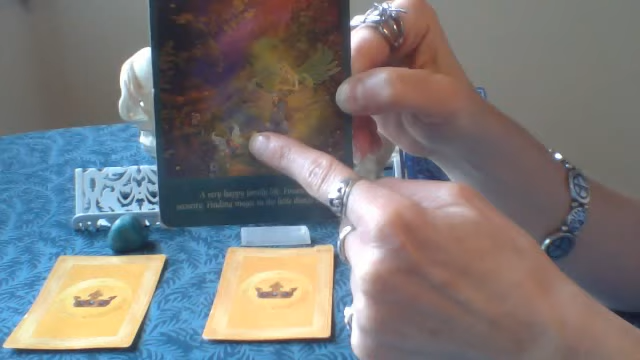 A very happy family life. 
security. Finding magic in the little